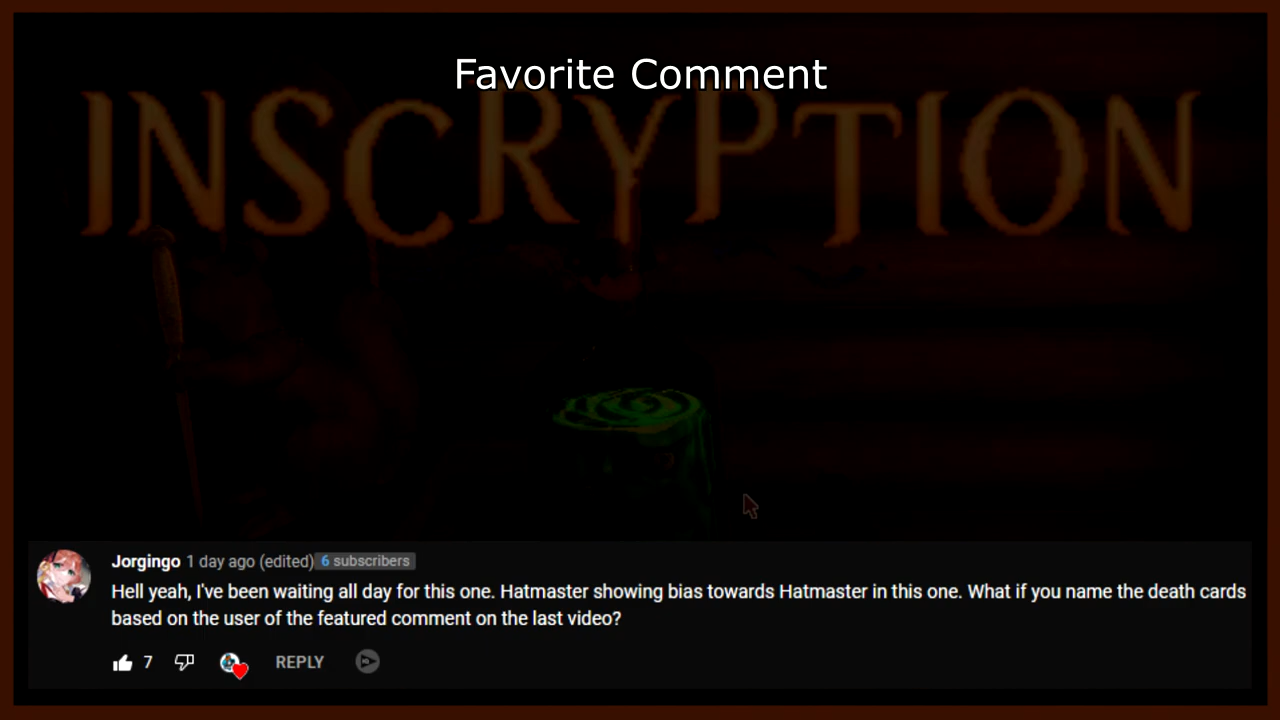 Favorite Comment
INSCRYPTION
Jorgingo 1 day ago (edited) 6 subscribers
Hell yeah, I've been waiting all day for this one. Hatmaster showing bias towards Hatmaster in this one. What if you name the death cards
based on the user of the featured comment on the last video?
7 REPLY